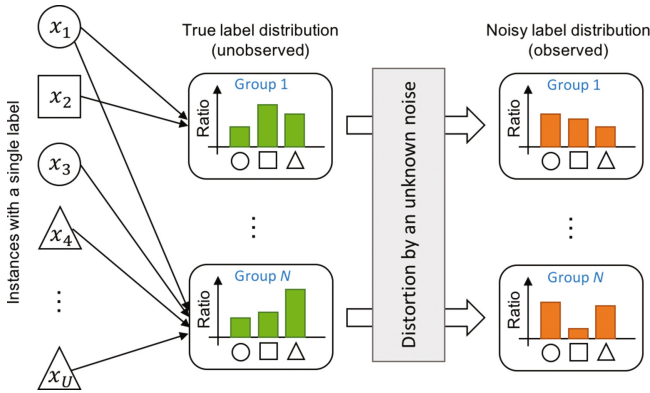 Instances with a single label
x₁
x₂
x₃
x₄
⋮
x_U
True label distribution
(unobserved)
Group 1
Ratio
⋮
Group N
Ratio
Distortion by an unknown noise
Noisy label distribution
(observed)
Group 1
Ratio
⋮
Group N
Ratio